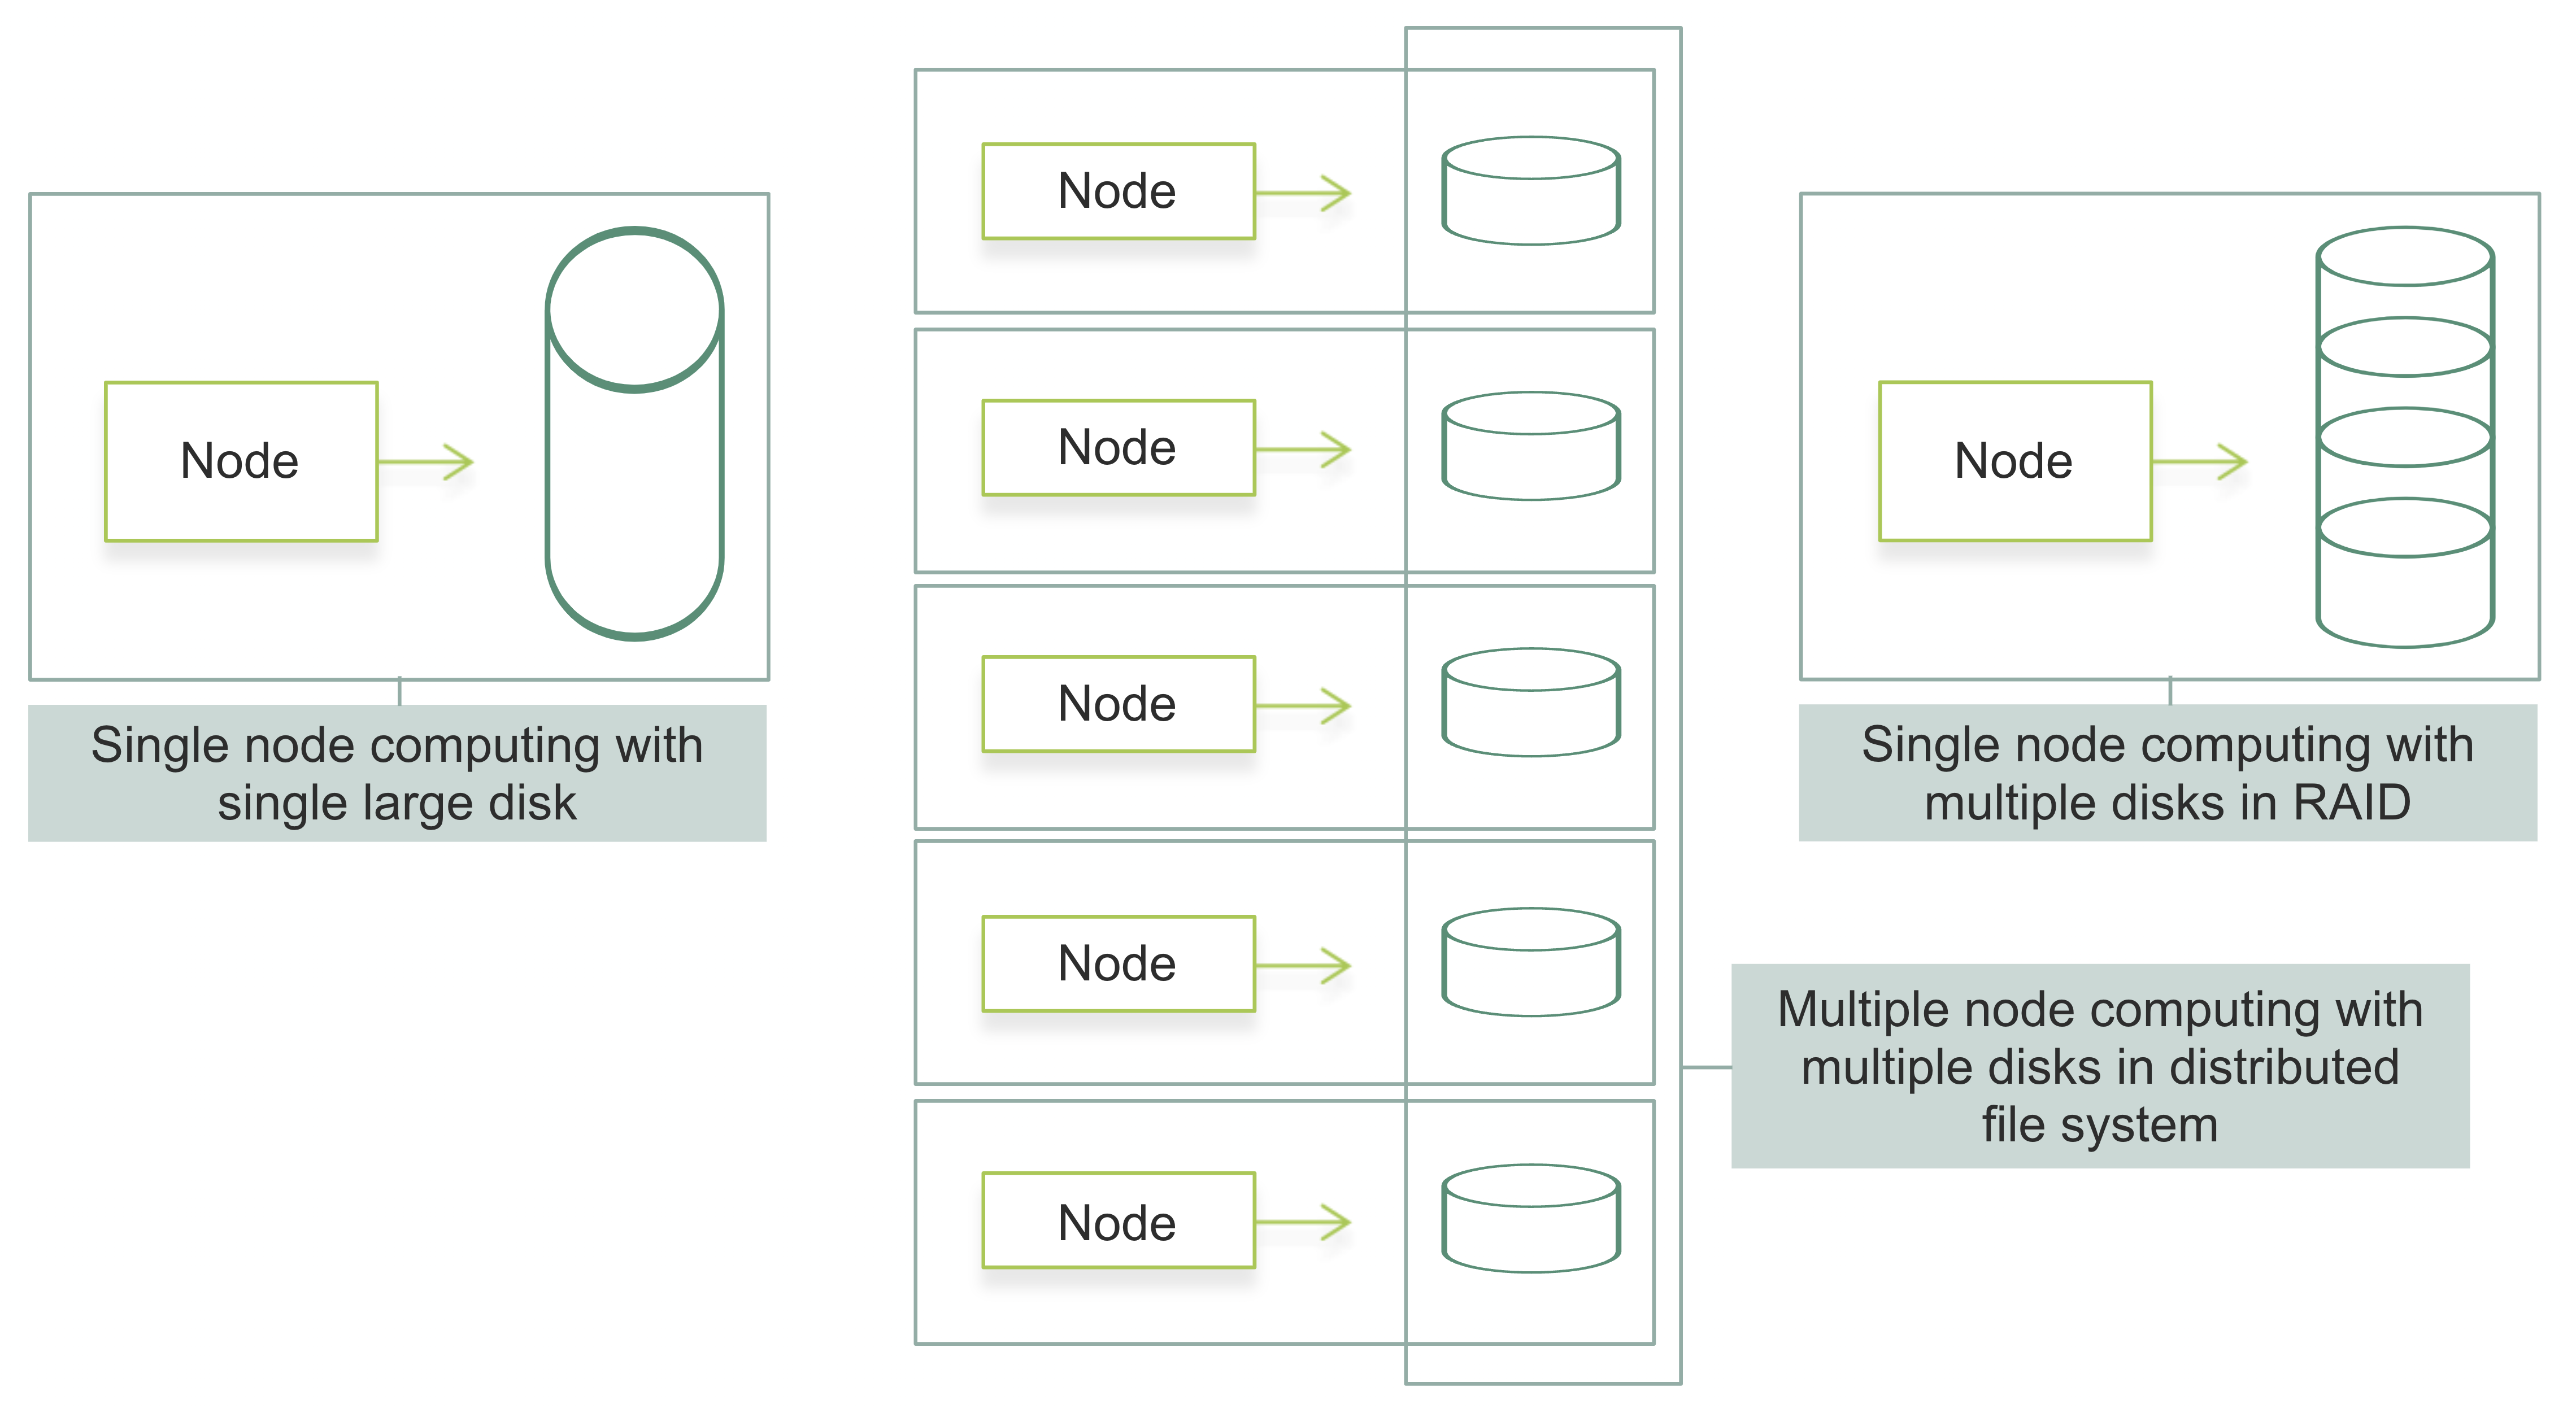 Node
Single node computing with
single large disk
Node
Node
Node
Node
Node
Multiple node computing with
multiple disks in distributed
file system
Node
Single node computing with
multiple disks in RAID